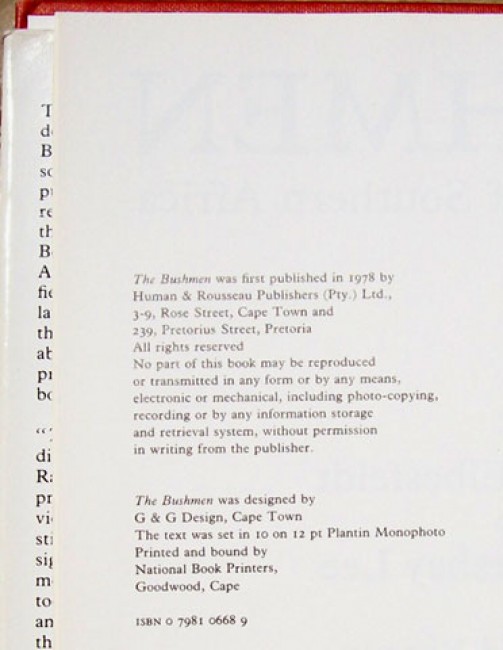 The Bushmen was first published in 1978 by
Human & Rousseau Publishers (Pty.) Ltd.,
3-9, Rose Street, Cape Town and
239, Pretorius Street, Pretoria
All rights reserved
No part of this book may be reproduced
or transmitted in any form or by any means,
electronic or mechanical, including photo-copying,
recording or by any information storage
and retrieval system, without permission
in writing from the publisher.
The Bushmen was designed by
G & G Design, Cape Town
The text was set in 10 on 12 pt Plantin Monophoto
Printed and bound by
National Book Printers,
Goodwood, Cape
ISBN 0 7981 0668 9